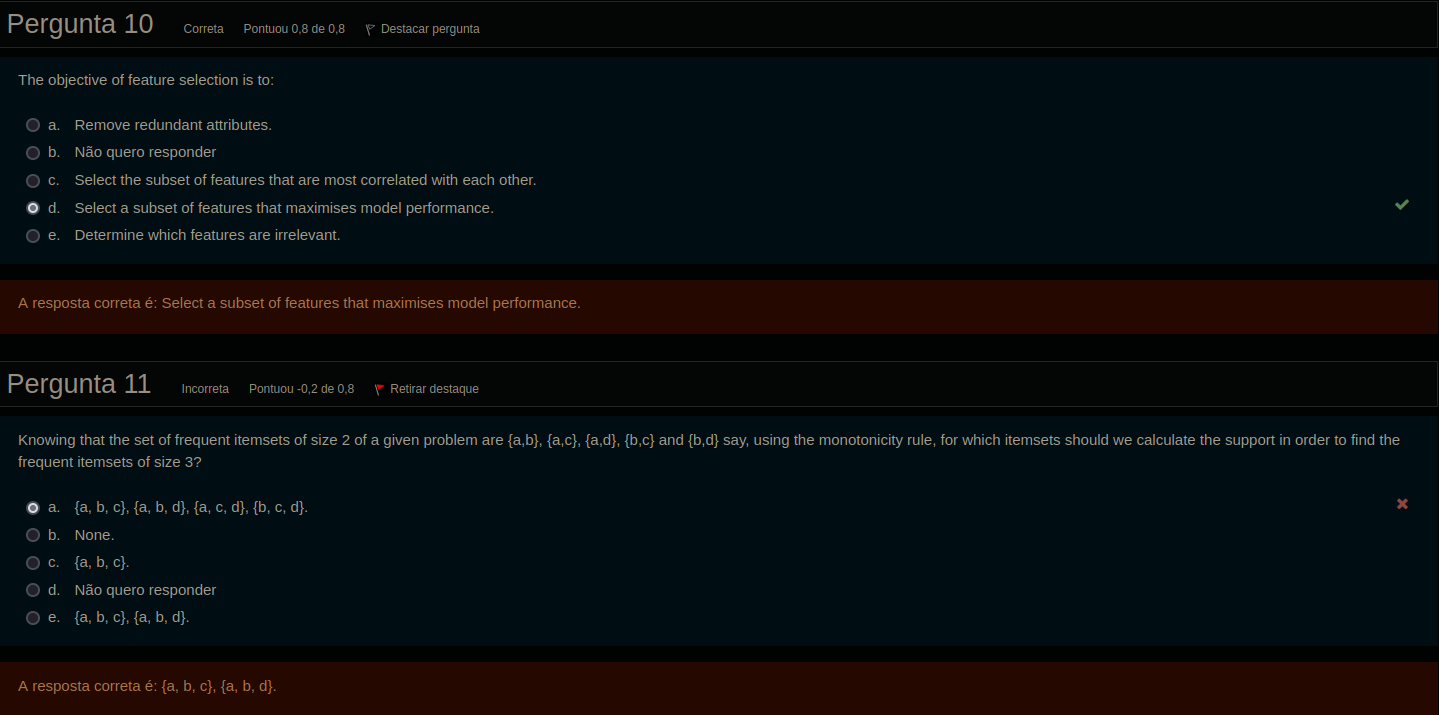 Pergunta 10 Correta Pontuou 0,8 de 0,8 Destacar pergunta
The objective of feature selection is to:
a. Remove redundant attributes.
b. Não quero responder
c. Select the subset of features that are most correlated with each other.
d. Select a subset of features that maximises model performance.
e. Determine which features are irrelevant.
A resposta correta é: Select a subset of features that maximises model performance.
Pergunta 11 Incorreta Pontuou -0,2 de 0,8 Retirar destaque
Knowing that the set of frequent itemsets of size 2 of a given problem are {a,b}, {a,c}, {a,d}, {b,c} and {b,d} say, using the monotonicity rule, for which itemsets should we calculate the support in order to find the
frequent itemsets of size 3?
a. {a, b, c}, {a, b, d}, {a, c, d}, {b, c, d}.
b. None.
c. {a, b, c}.
d. Não quero responder
e. {a, b, c}, {a, b, d}.
A resposta correta é: {a, b, c}, {a, b, d}.